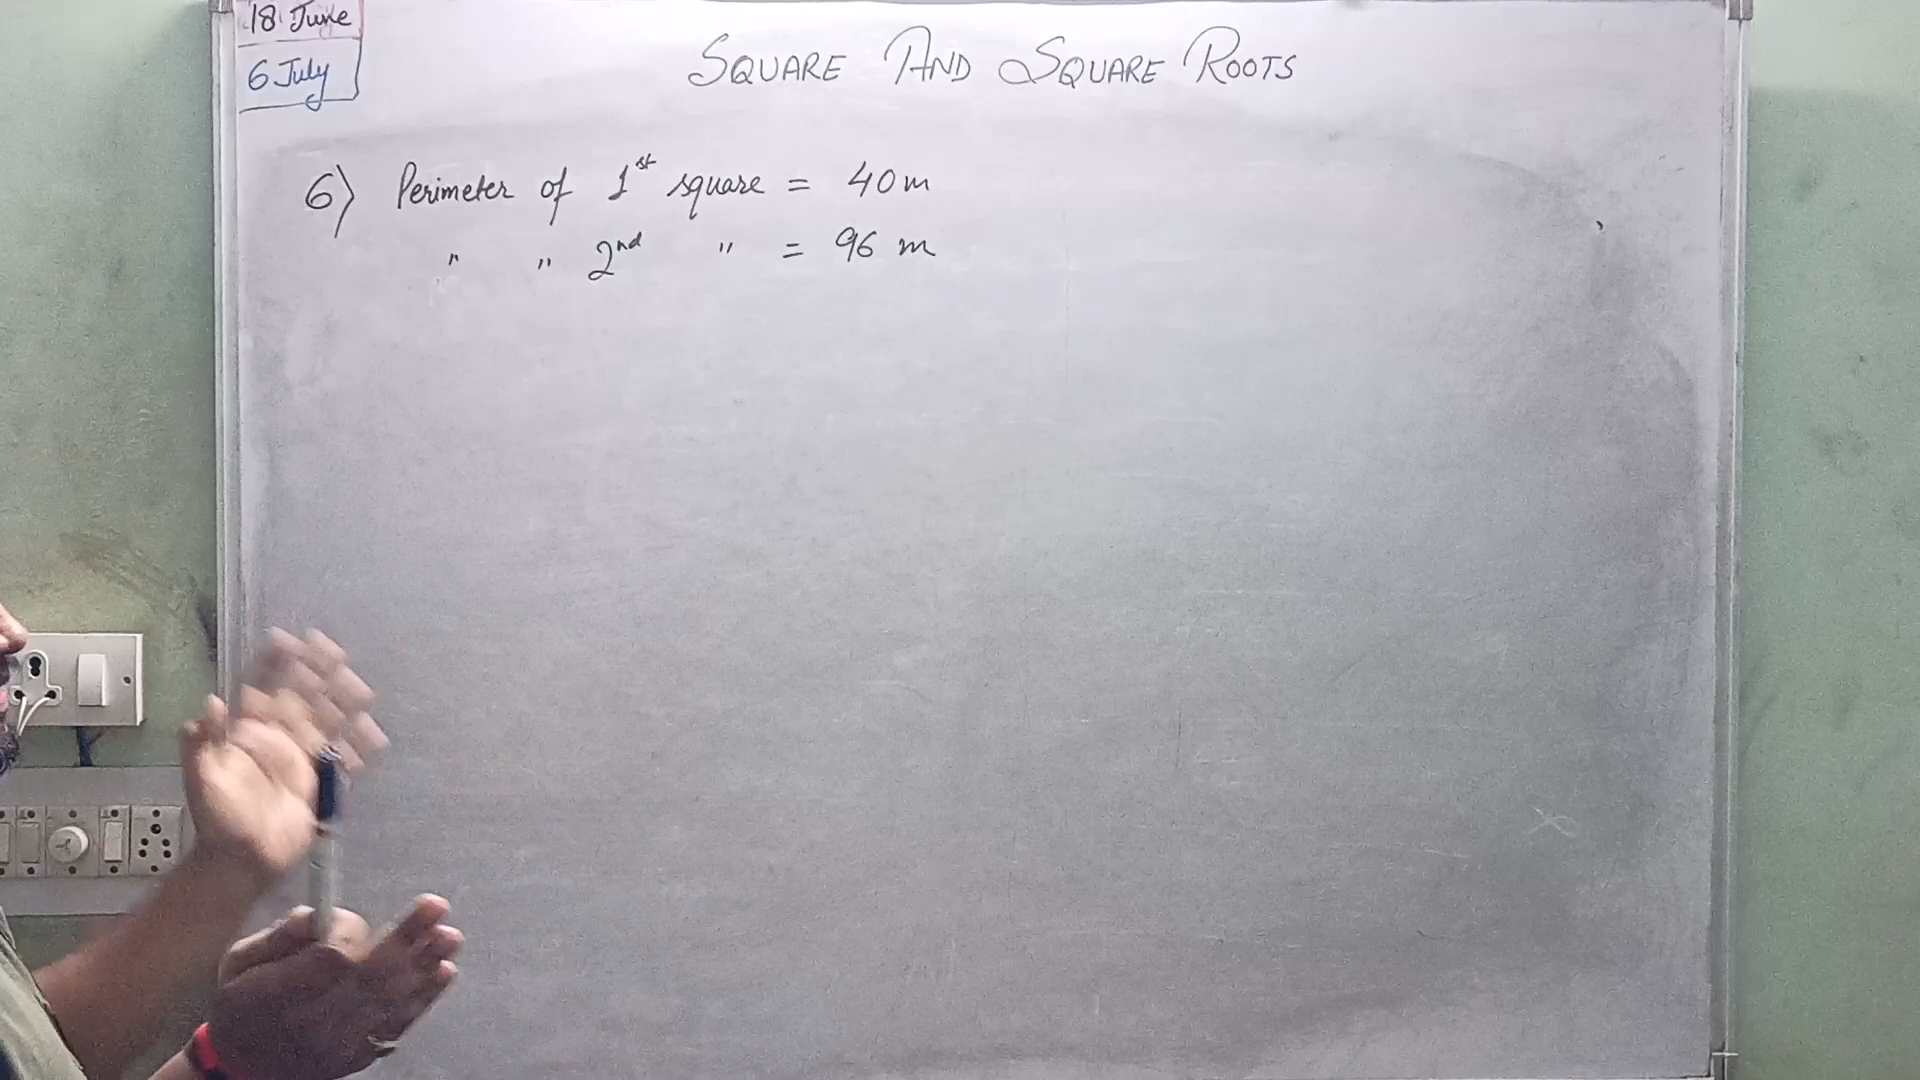 18 June
6 July
SQUARE AND SQUARE ROOTS
6) Perimeter of 1st square = 40 m
" " 2nd " = 96 m